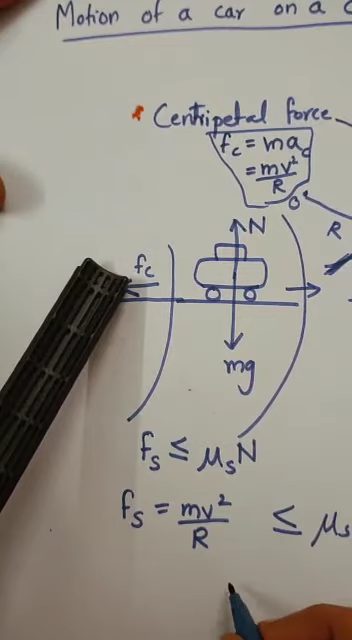 Motion of a car on a
Centripetal force
fc = mac
= mv²/R
θ
N
R
fc
mg
fs ≤ μsN
fs = mv²/R ≤ μs